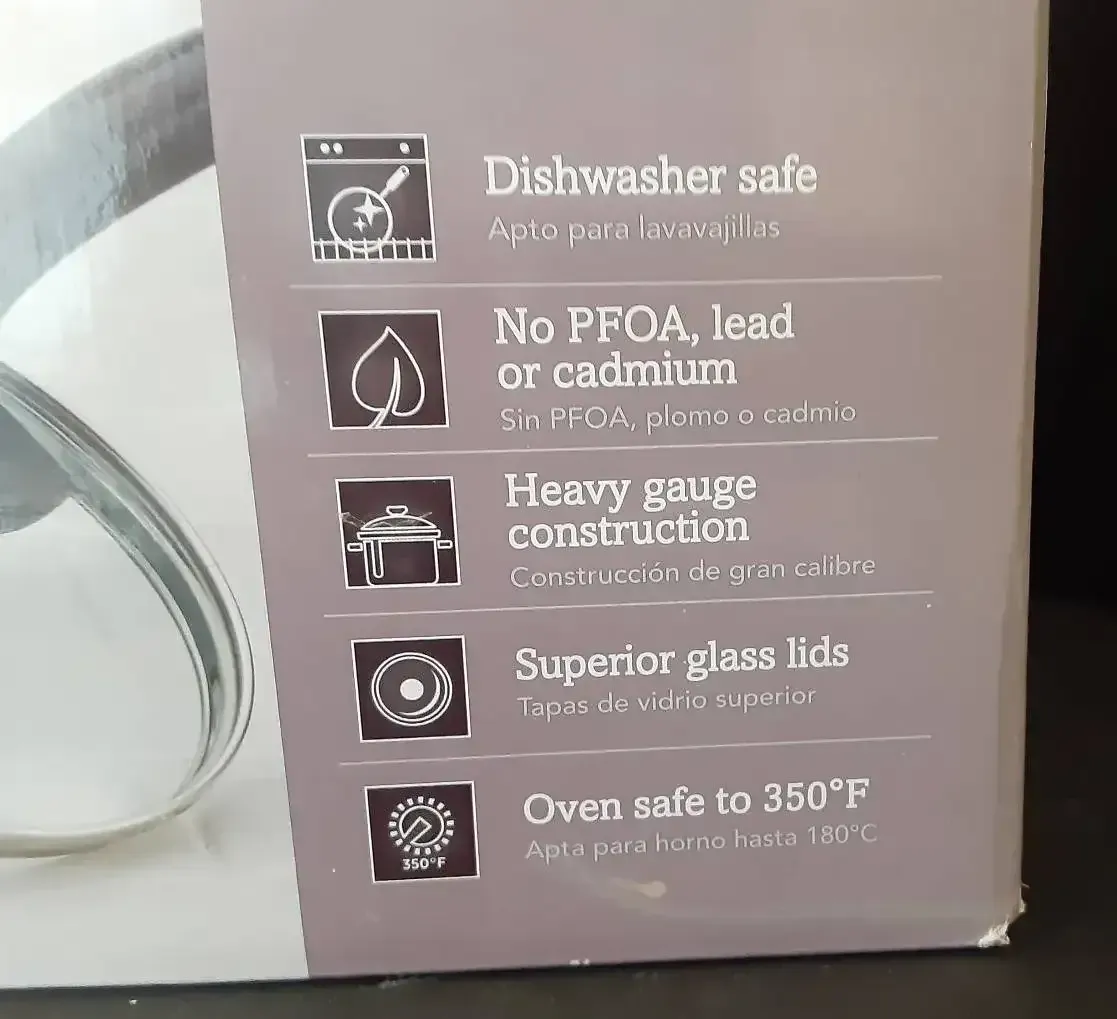 Dishwasher safe
Apto para lavavajillas
No PFOA, lead
or cadmium
Sin PFOA, plomo o cadmio
Heavy gauge
construction
Construcción de gran calibre
Superior glass lids
Tapas de vidrio superior
Oven safe to 350°F
Apta para horno hasta 180°C
350°F